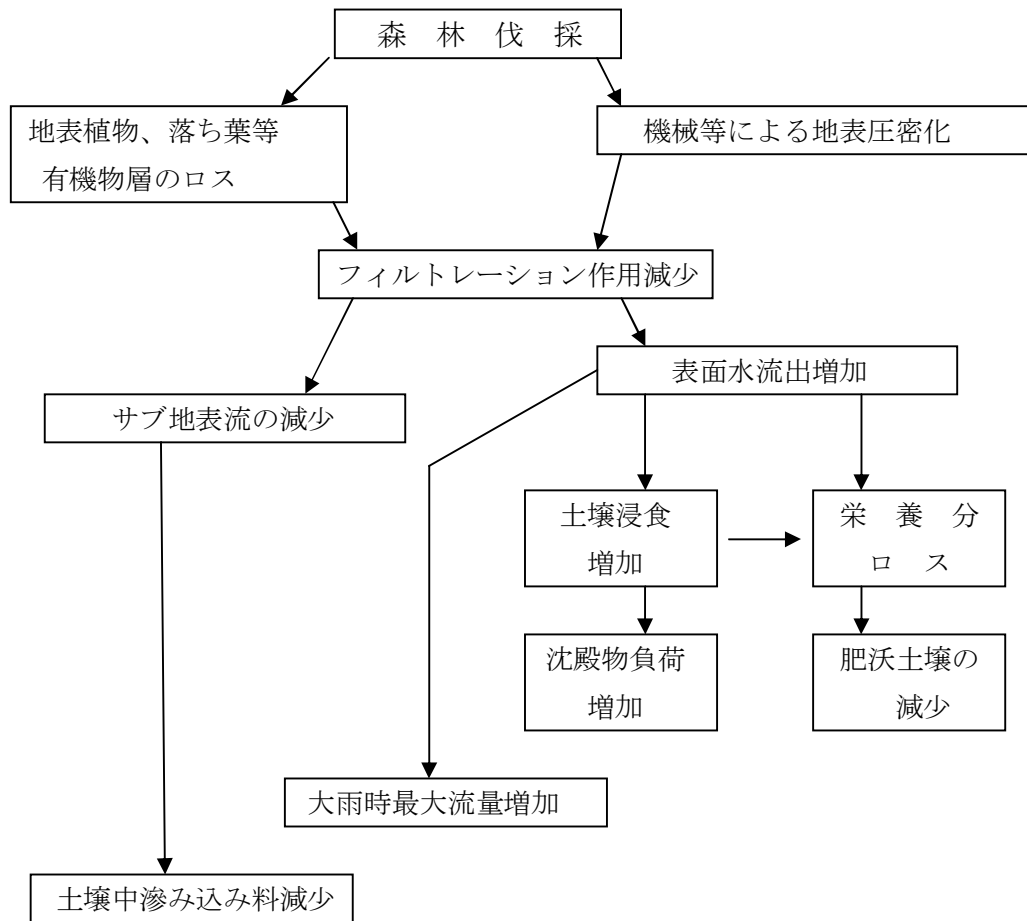 森 林 伐 採
地表植物、落ち葉等
有機物層のロス
機械等による地表圧密化
フィルトレーション作用減少
表面水流出増加
サブ地表流の減少
土壌浸食
増加
栄 養 分
ロ ス
沈殿物負荷
増加
肥沃土壌の
減少
大雨時最大流量増加
土壌中滲み込み料減少